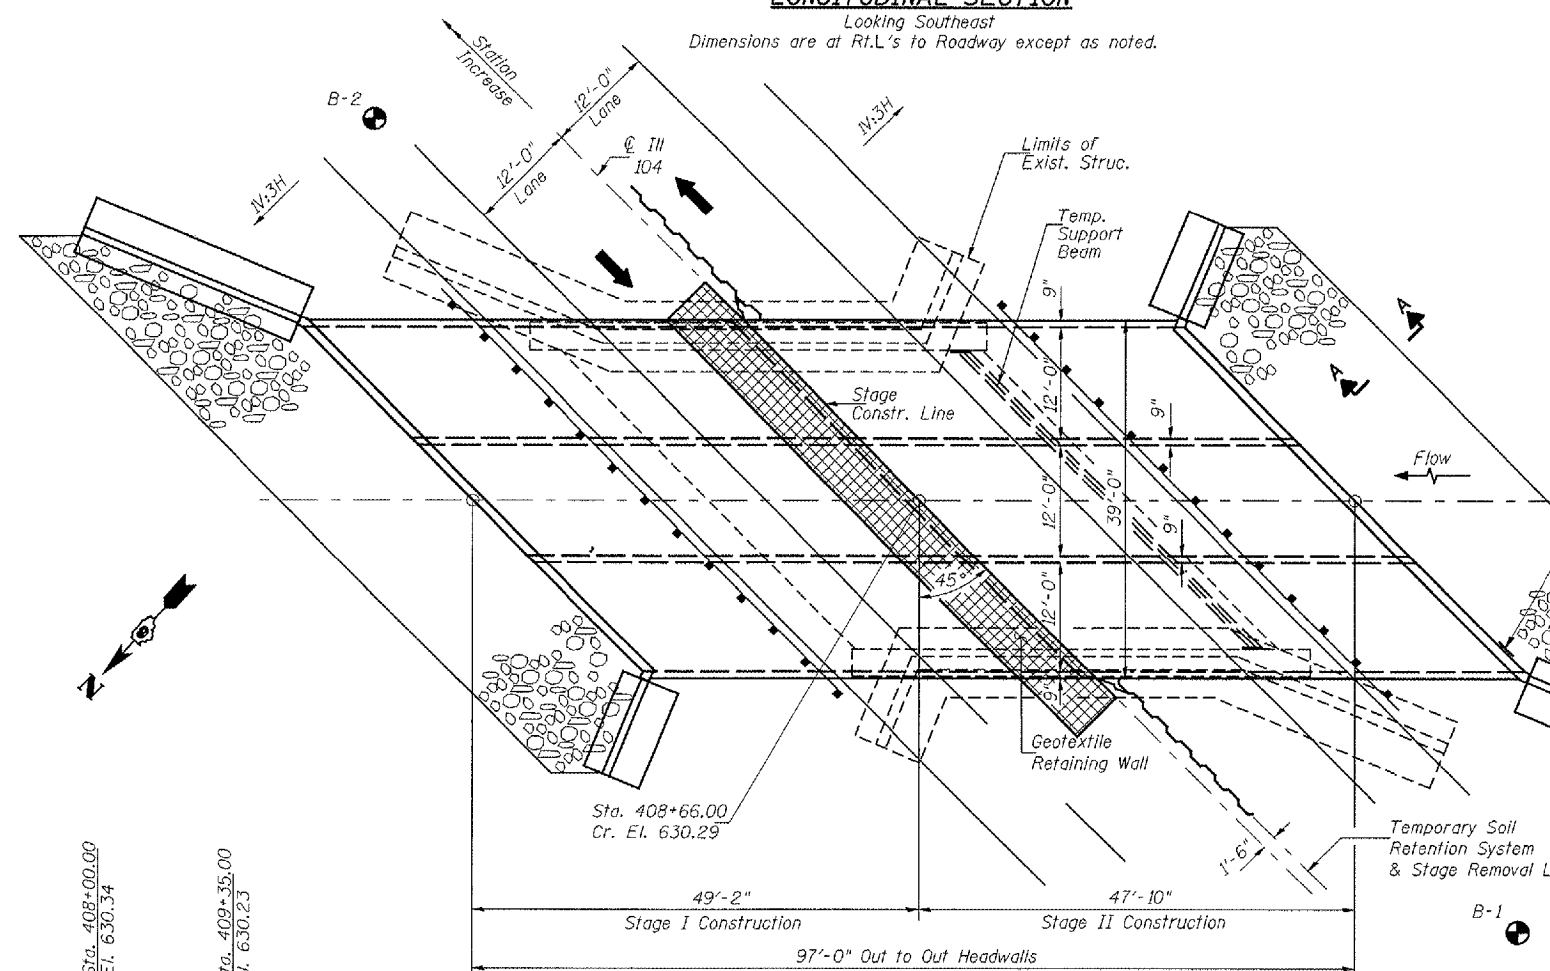 LONGITUDINAL SECTION
Looking Southeast
Dimensions are at Rt.L's to Roadway except as noted.
Station
Increase
B-2
12'-0"
Lane
12'-0"
Lane
℄ Ill
104
1V:3H
1V:3H
Limits of
Exist. Struc.
Temp.
Support
Beam
9"
12'-0"
9"
12'-0"
39'-0"
9"
12'-0"
9"
A
A
Flow
Stage
Constr. Line
45°
N
Geotextile
Retaining Wall
Sta. 408+66.00
Cr. El. 630.29
1'-6"
Temporary Soil
Retention System
& Stage Removal L
Sta. 408+00.00
El. 630.34
ta. 409+35.00
l. 630.23
49'-2"
Stage I Construction
47'-10"
Stage II Construction
B-1
97'-0" Out to Out Headwalls